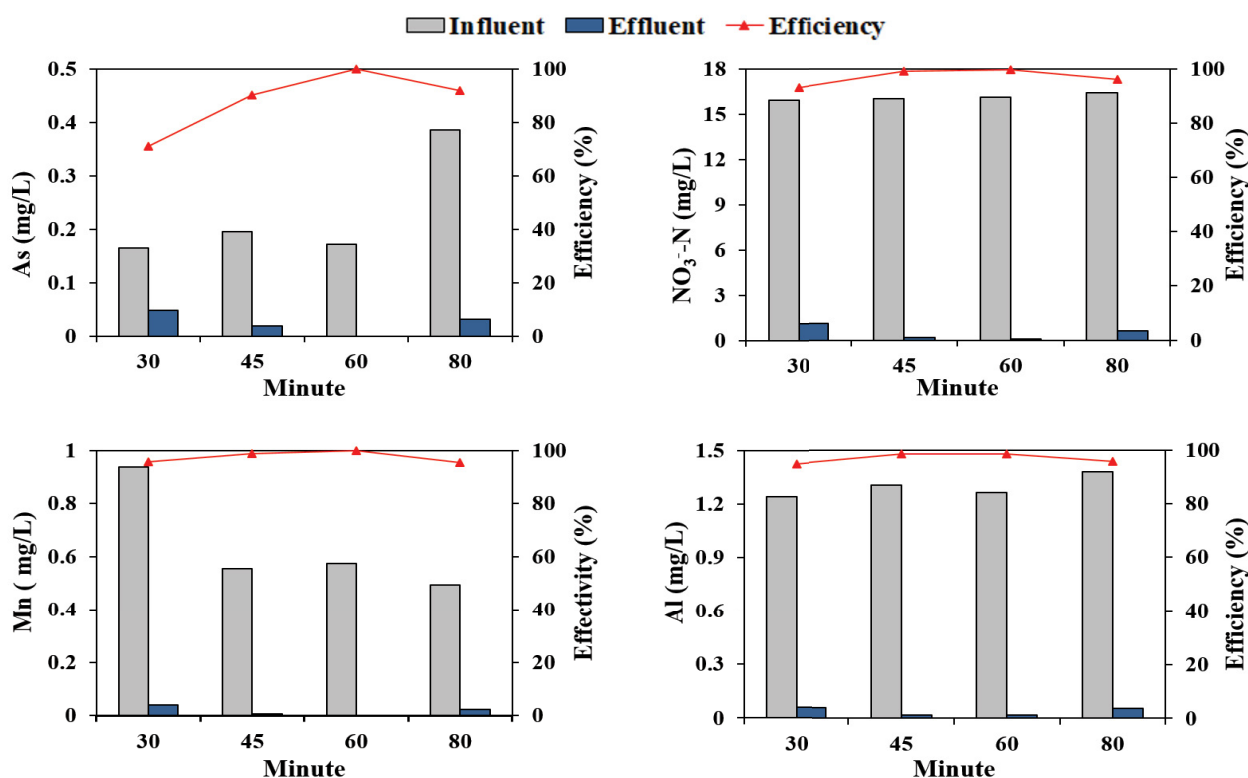 Influent Effluent Efficiency
0.5
0.4
0.3
0.2
0.1
0
As (mg/L)
100
80
60
40
20
0
Efficiency (%)
30 45 60 80
Minute
18
15
12
9
6
3
0
NO₃⁻-N (mg/L)
100
80
60
40
20
0
Efficiency (%)
30 45 60 80
Minute
1
0.8
0.6
0.4
0.2
0
Mn ( mg/L)
100
80
60
40
20
0
Effectivity (%)
30 45 60 80
Minute
1.5
1.2
0.9
0.6
0.3
0
Al (mg/L)
100
80
60
40
20
0
Efficiency (%)
30 45 60 80
Minute